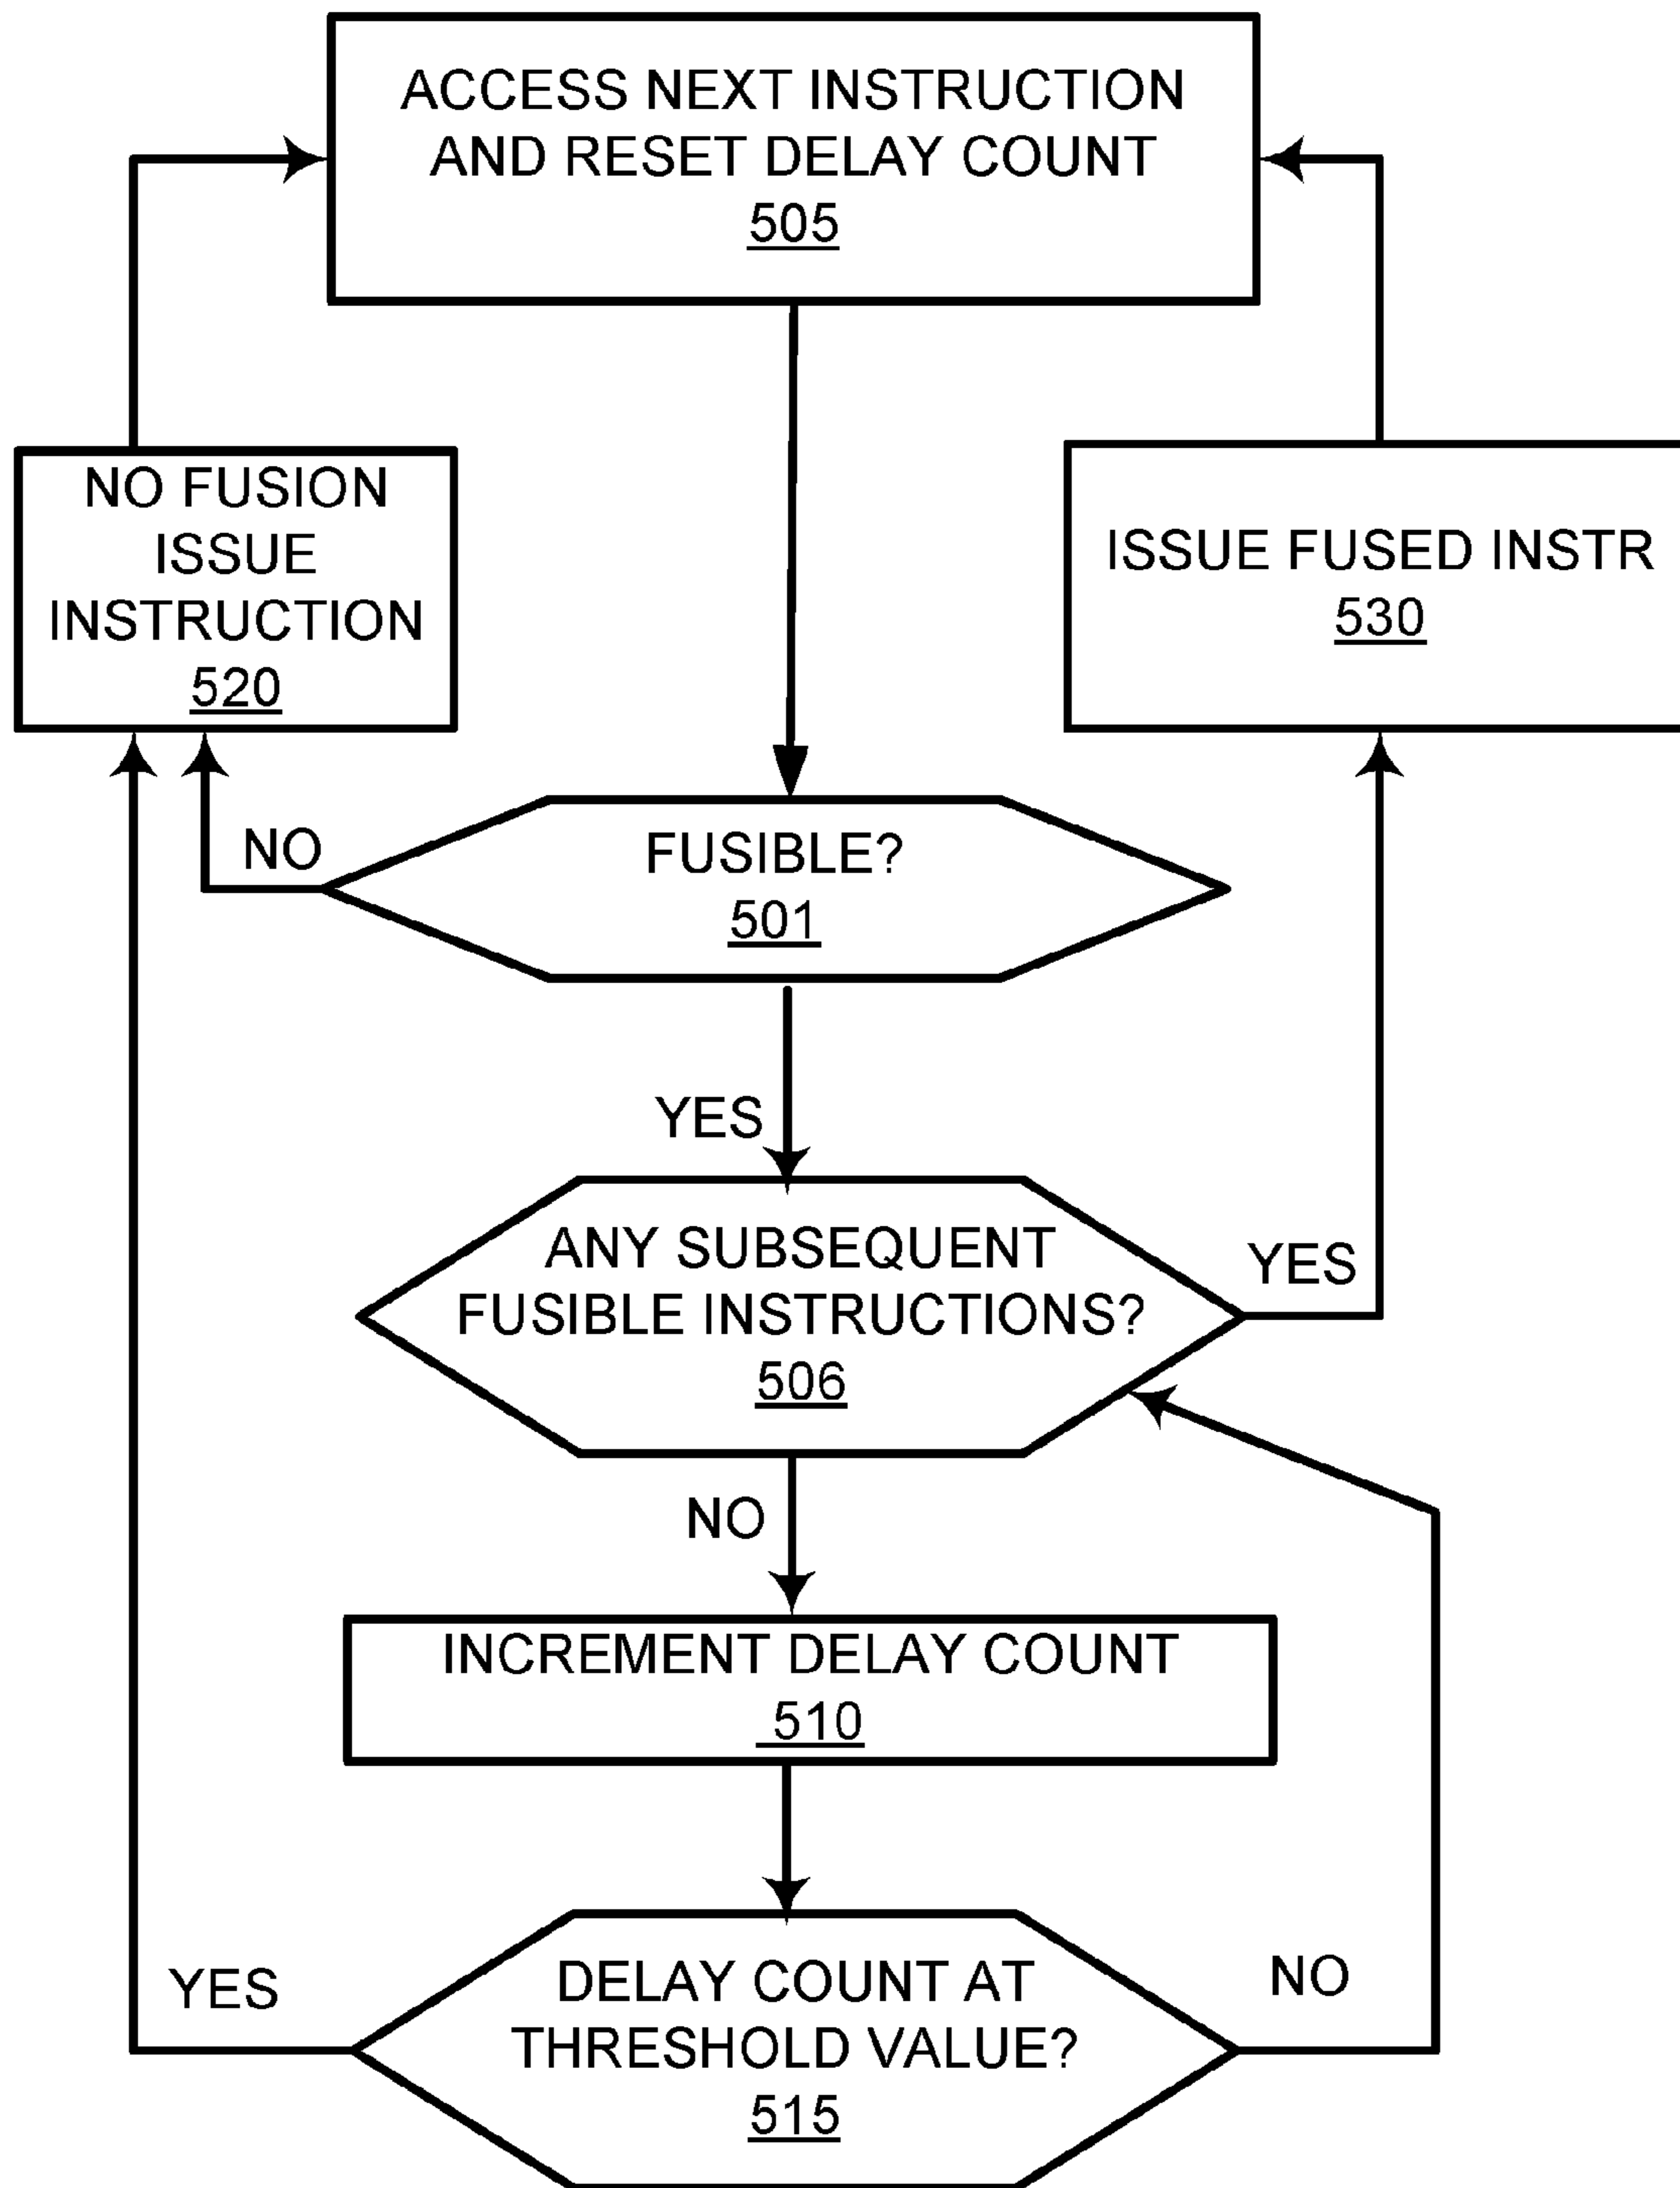 ACCESS NEXT INSTRUCTION
AND RESET DELAY COUNT
505
NO FUSION
ISSUE
INSTRUCTION
520
ISSUE FUSED INSTR
530
NO
FUSIBLE?
501
YES
ANY SUBSEQUENT
FUSIBLE INSTRUCTIONS?
506
YES
NO
INCREMENT DELAY COUNT
510
YES
DELAY COUNT AT
THRESHOLD VALUE?
515
NO